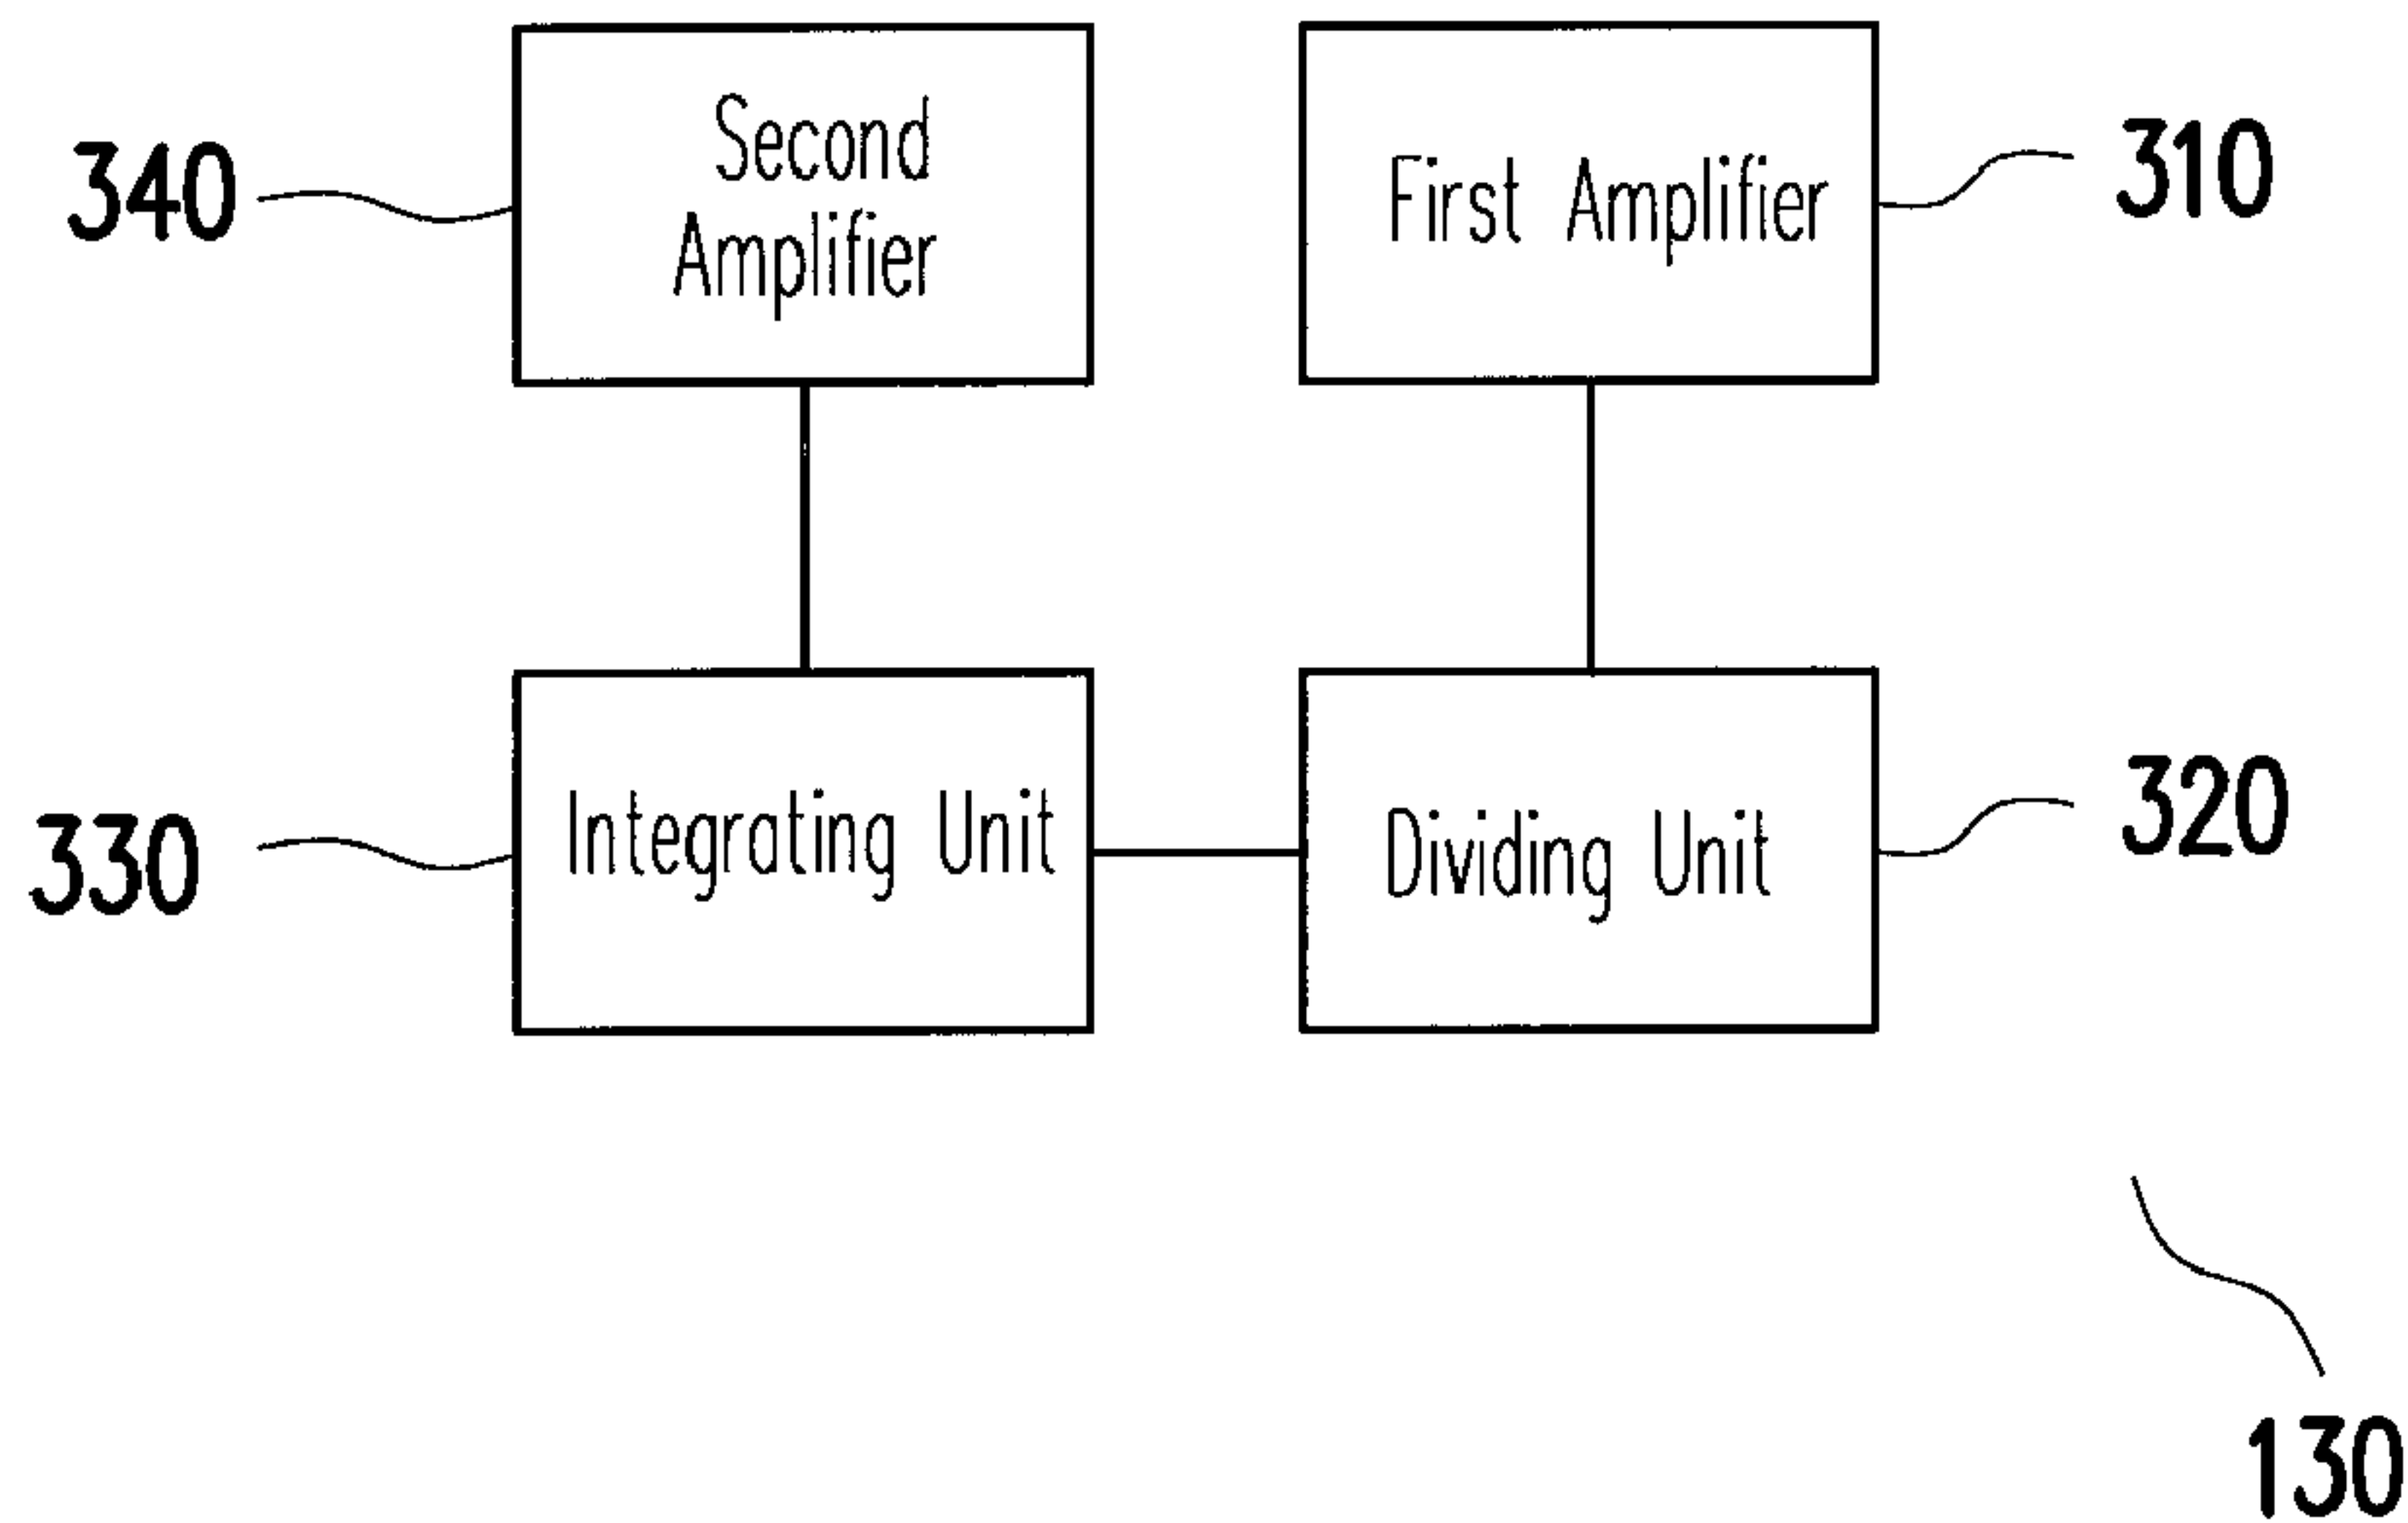 340
Second
Amplifier
First Amplifier
310
330
Integrating Unit
Dividing Unit
320
130